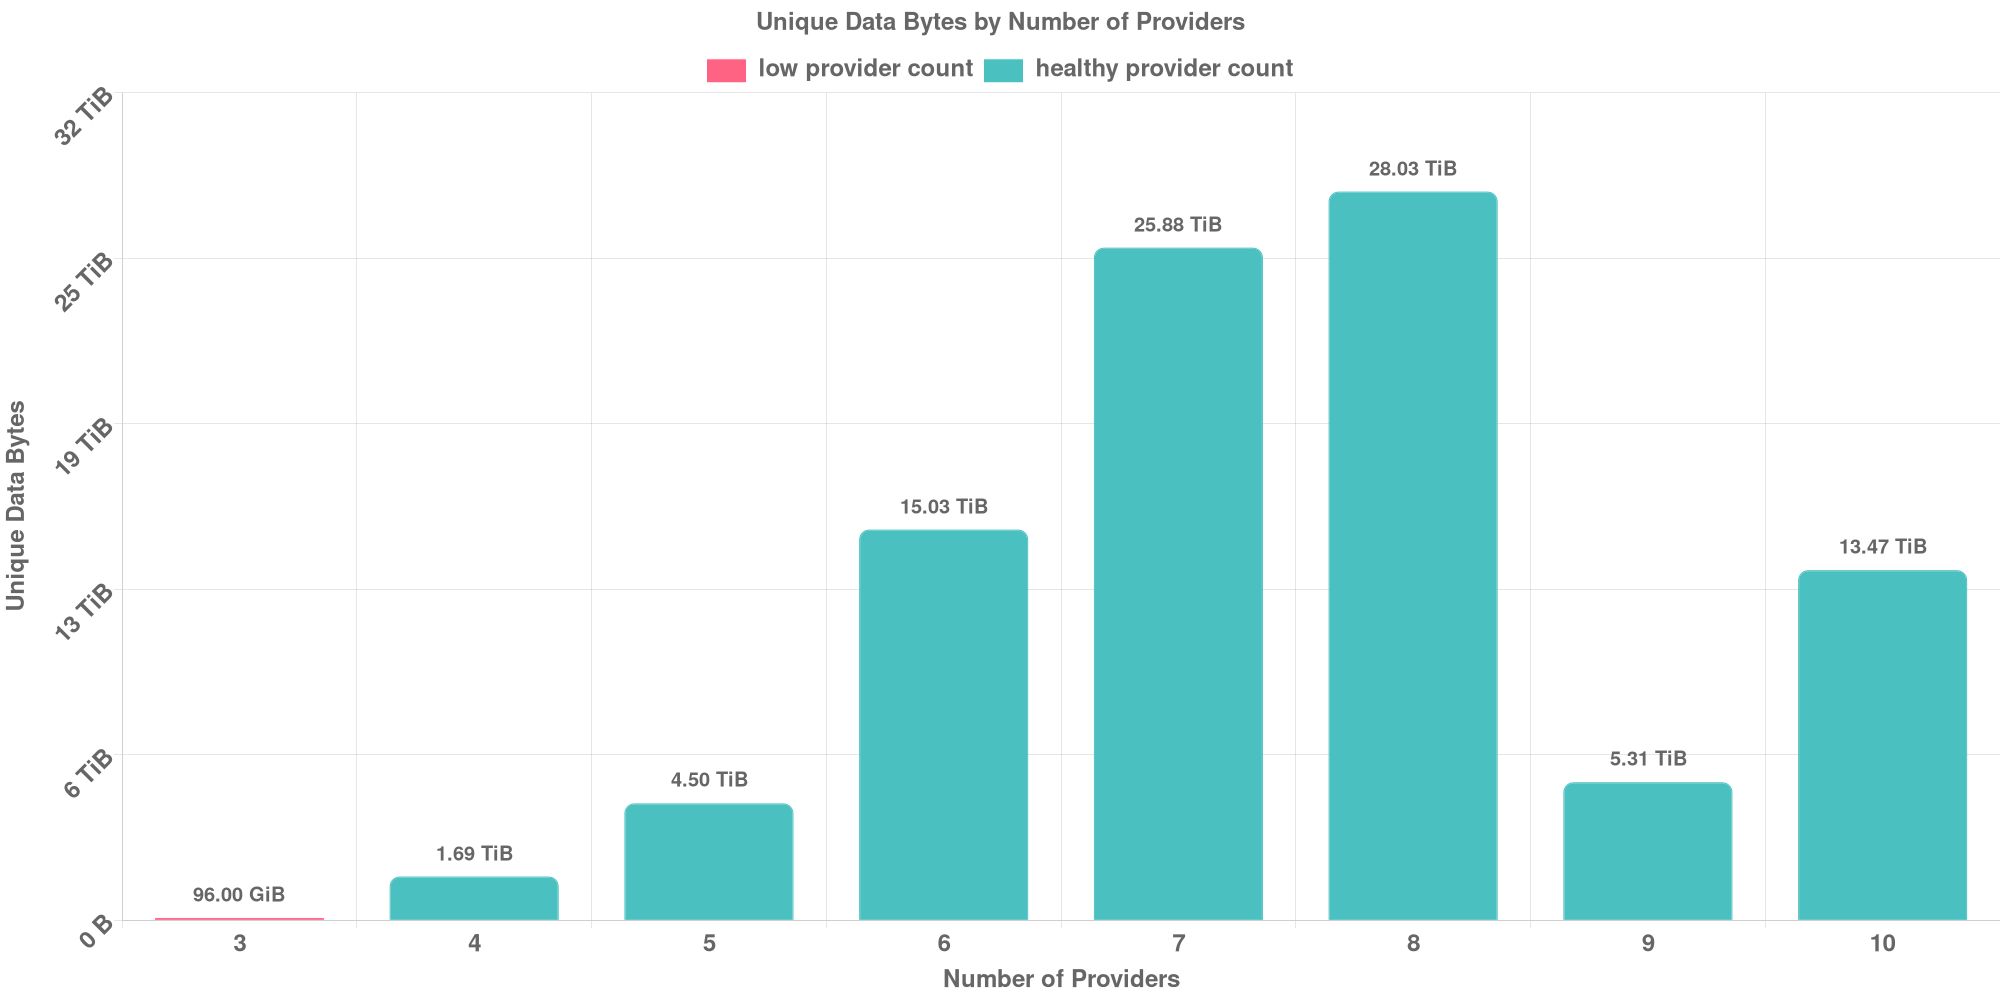 Unique Data Bytes by Number of Providers
low provider count healthy provider count
32 TiB
25 TiB
19 TiB
13 TiB
6 TiB
0 B
Unique Data Bytes
96.00 GiB
1.69 TiB
4.50 TiB
15.03 TiB
25.88 TiB
28.03 TiB
5.31 TiB
13.47 TiB
3 4 5 6 7 8 9 10
Number of Providers